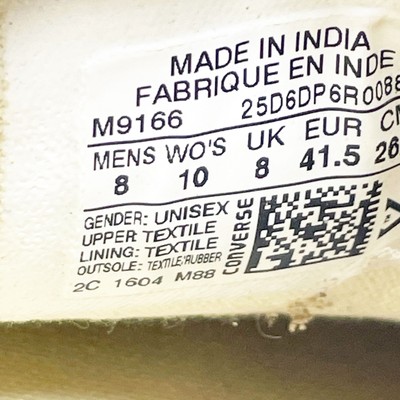 MADE IN INDIA
FABRIQUE EN INDE
M9166 25D6DP6R0088
MENS WO'S UK EUR CM
8 10 8 41.5 26
GENDER: UNISEX
UPPER: TEXTILE
LINING: TEXTILE
OUTSOLE: TEXTILE/RUBBER
2C 1604 M88
CONVERSE